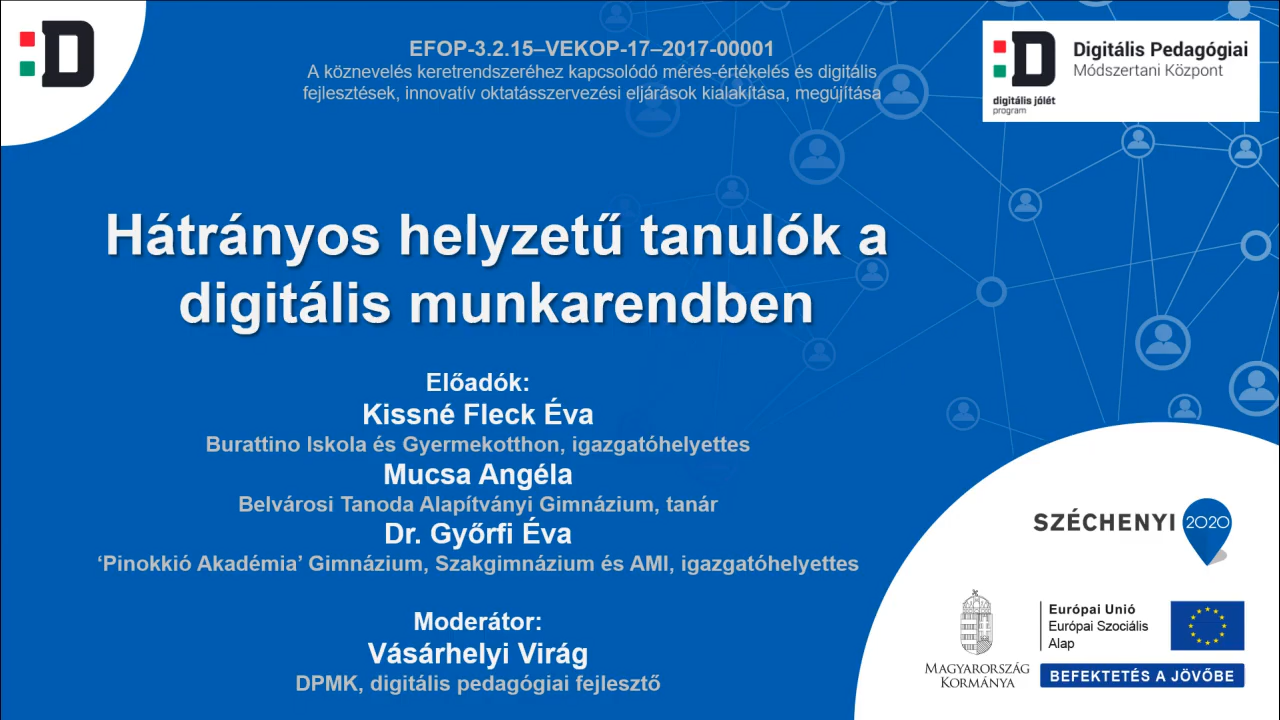 :D
EFOP-3.2.15–VEKOP-17–2017-00001
A köznevelés keretrendszeréhez kapcsolódó mérés-értékelés és digitális
fejlesztések, innovatív oktatásszervezési eljárások kialakítása, megújítása
:D
digitális jólét
program
Digitális Pedagógiai
Módszertani Központ
Hátrányos helyzetű tanulók a
digitális munkarendben
Előadók:
Kissné Fleck Éva
Burattino Iskola és Gyermekotthon, igazgatóhelyettes
Mucsa Angéla
Belvárosi Tanoda Alapítványi Gimnázium, tanár
Dr. Győrfi Éva
‘Pinokkió Akadémia’ Gimnázium, Szakgimnázium és AMI, igazgatóhelyettes
Moderátor:
Vásárhelyi Virág
DPMK, digitális pedagógiai fejlesztő
SZÉCHENYI 2020
Magyarország
Kormánya
Európai Unió
Európai Szociális
Alap
BEFEKTETÉS A JÖVŐBE